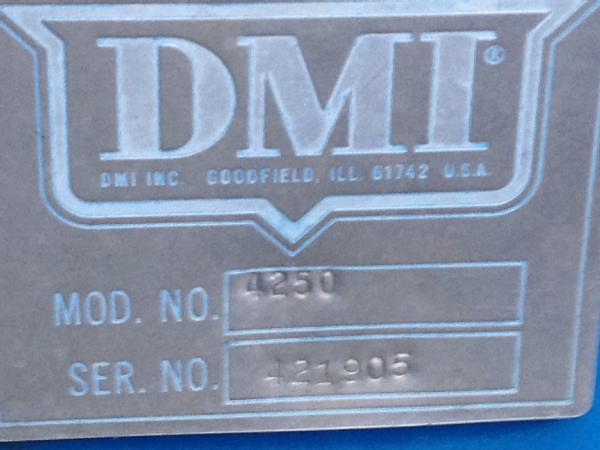 DMI®
DMI INC. GOODFIELD, ILL. 61742 U.S.A.
MOD. NO. 4250
SER. NO. 421905